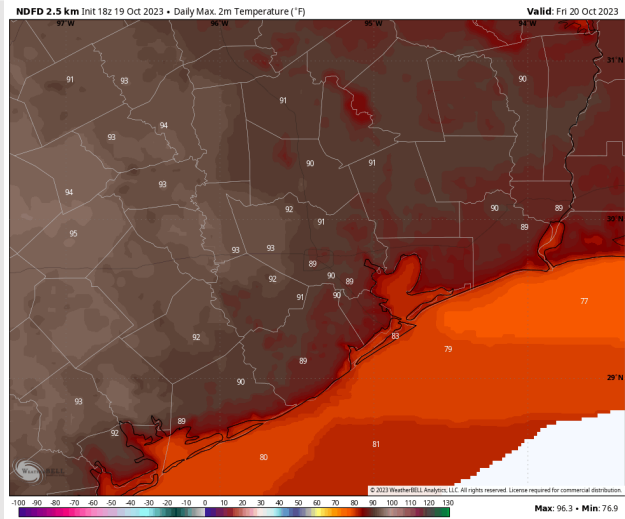 NDFD 2.5 km Init 18z 19 Oct 2023 • Daily Max. 2m Temperature (°F)
Valid: Fri 20 Oct 2023
97°W 96°W 95°W 94°W
31°N
91 93 90
91
94
93
90 91
93
94
92 90 89
91 30°N
89
95
93 93
89
92 90 89
91 90
77
92 83
79
89
29°N
90
93
89
92
81
80
WeatherBELL
© 2023 WeatherBELL Analytics, LLC. All rights reserved. License required for commercial distribution.
-100 -90 -80 -70 -60 -50 -40 -30 -20 -10 0 10 20 30 40 50 60 70 80 90 100 110 120 130
Max: 96.3 • Min: 76.9